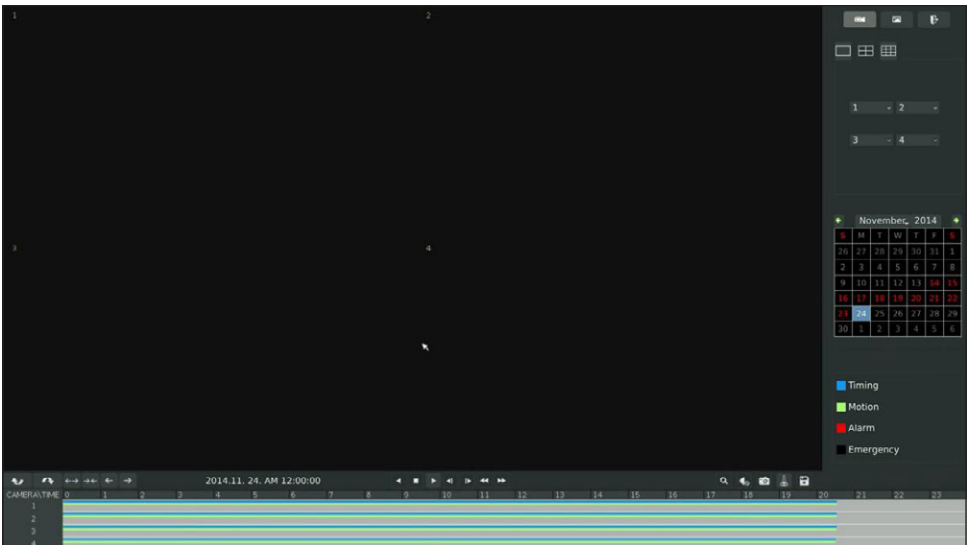 1 2
3 4
1 2
3 4
November, 2014
S M T W T F S
26 27 28 29 30 31 1
2 3 4 5 6 7 8
9 10 11 12 13 14 15
16 17 18 19 20 21 22
23 24 25 26 27 28 29
30 1 2 3 4 5 6
Timing
Motion
Alarm
Emergency
2014.11. 24. AM 12:00:00
CAMERA\TIME 0 1 2 3 4 5 6 7 8 9 10 11 12 13 14 15 16 17 18 19 20 21 22 23
1
2
3
4